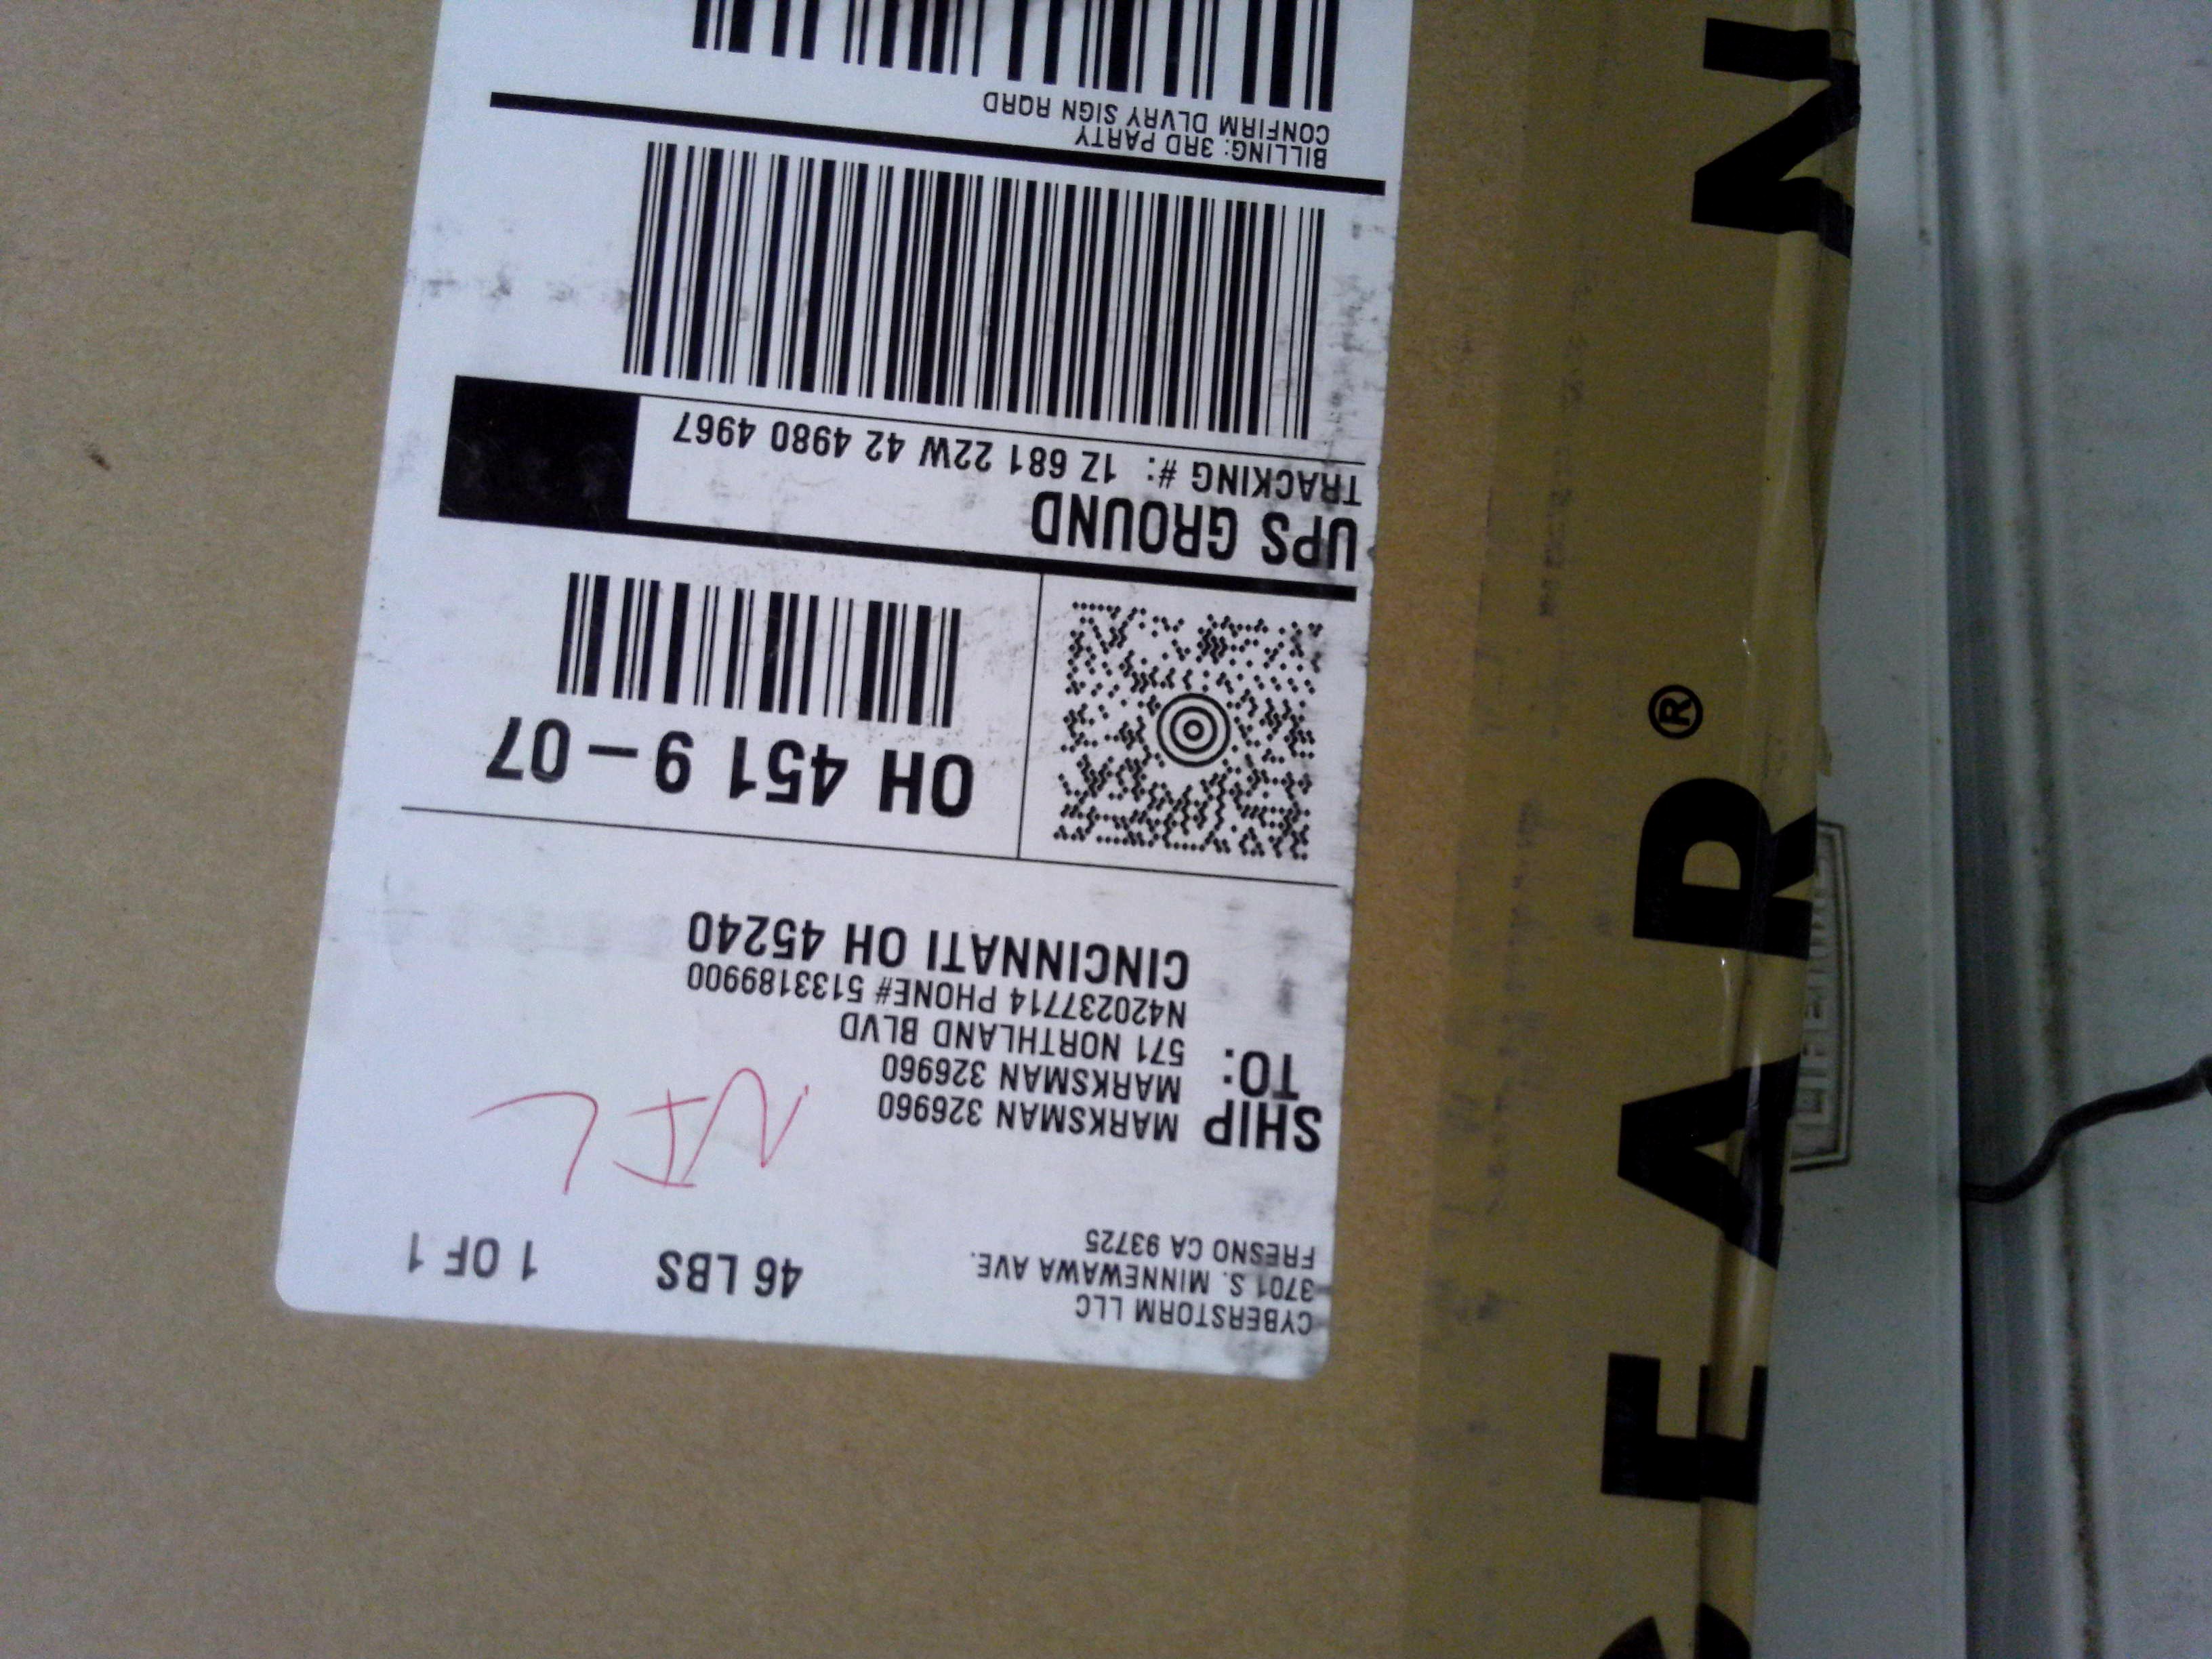 CYBERSTORM LLC
3701 S. MINNEWAWA AVE.
FRESNO CA 93725
46 LBS
1 OF 1
SHIP
TO:
MARKSMAN 326960
MARKSMAN 326960
571 NORTHLAND BLVD
N420237714 PHONE# 5133189900
CINCINNATI OH 45240
OH 451 9-07
UPS GROUND
TRACKING #: 1Z 681 22W 42 4980 4967
BILLING: 3RD PARTY
CONFIRM DLVRY SIGN RQRD
EAR®
N